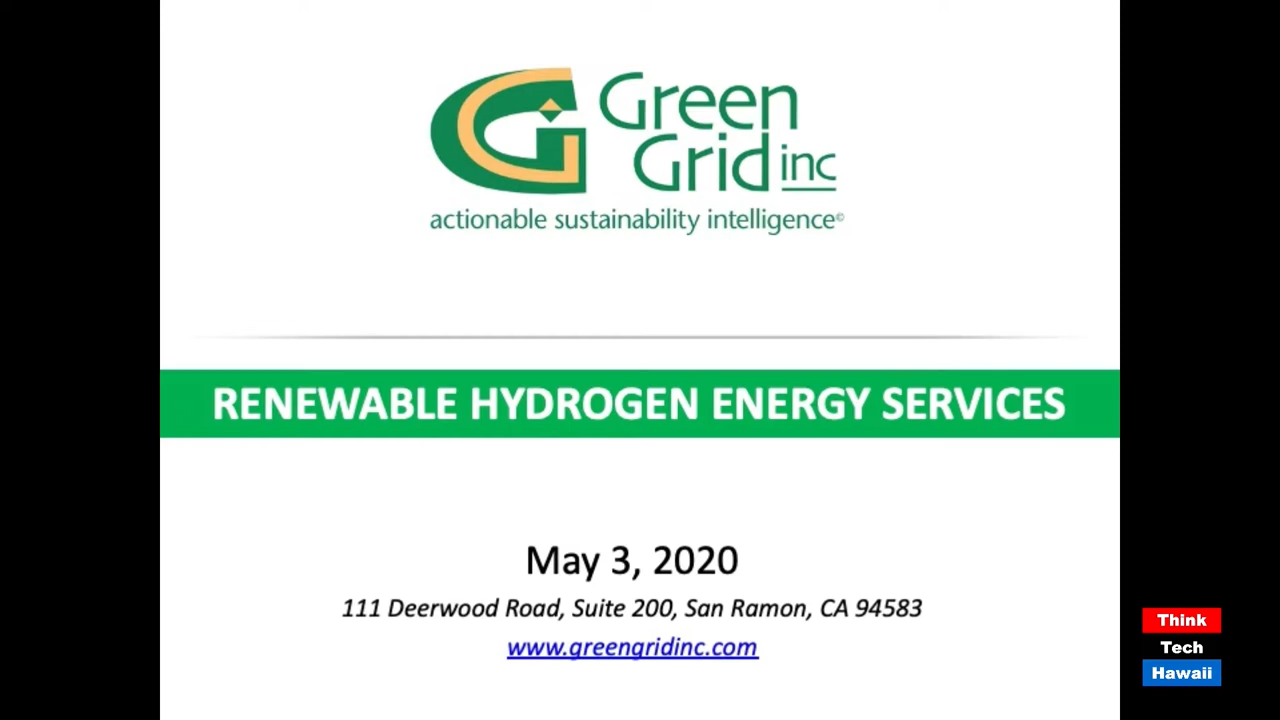 Green
Grid inc
actionable sustainability intelligence©
RENEWABLE HYDROGEN ENERGY SERVICES
May 3, 2020
111 Deerwood Road, Suite 200, San Ramon, CA 94583
www.greengridinc.com
Think
Tech
Hawaii